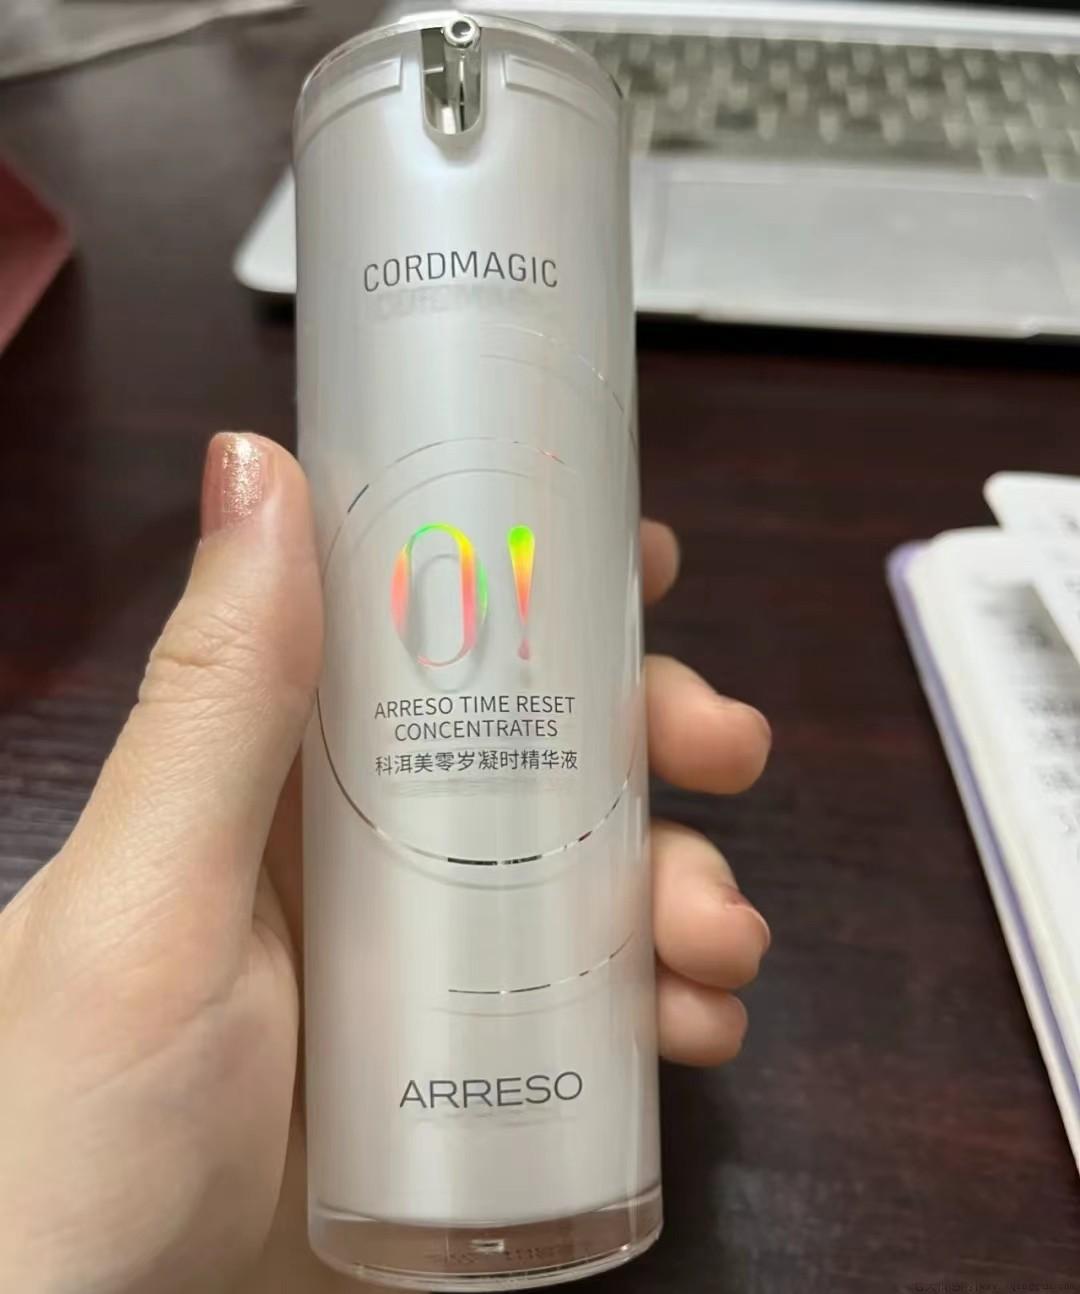 CORDMAGIC
0!
ARRESO TIME RESET
CONCENTRATES
科洱美零岁凝时精华液
ARRESO